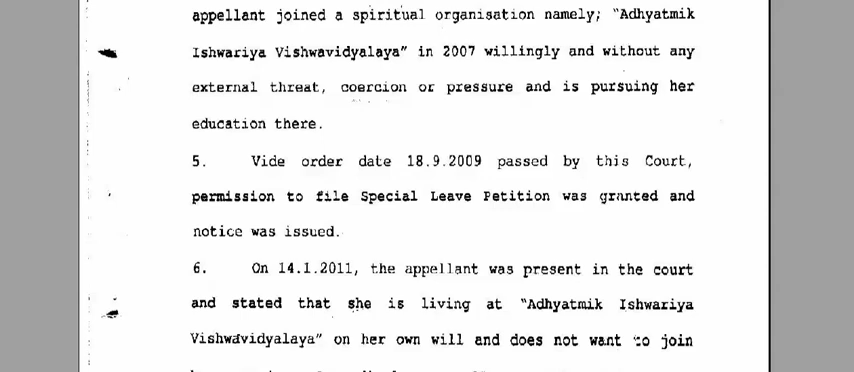 appellant joined a spiritual organisation namely; "Adhyatmik
Ishwariya Vishwavidyalaya" in 2007 willingly and without any
external threat, coercion or pressure and is pursuing her
education there.
5. Vide order date 18.9.2009 passed by this Court,
permission to file Special Leave Petition was granted and
notice was issued.
6. On 14.1.2011, the appellant was present in the court
and stated that she is living at "Adhyatmik Ishwariya
Vishwavidyalaya" on her own will and does not want to join